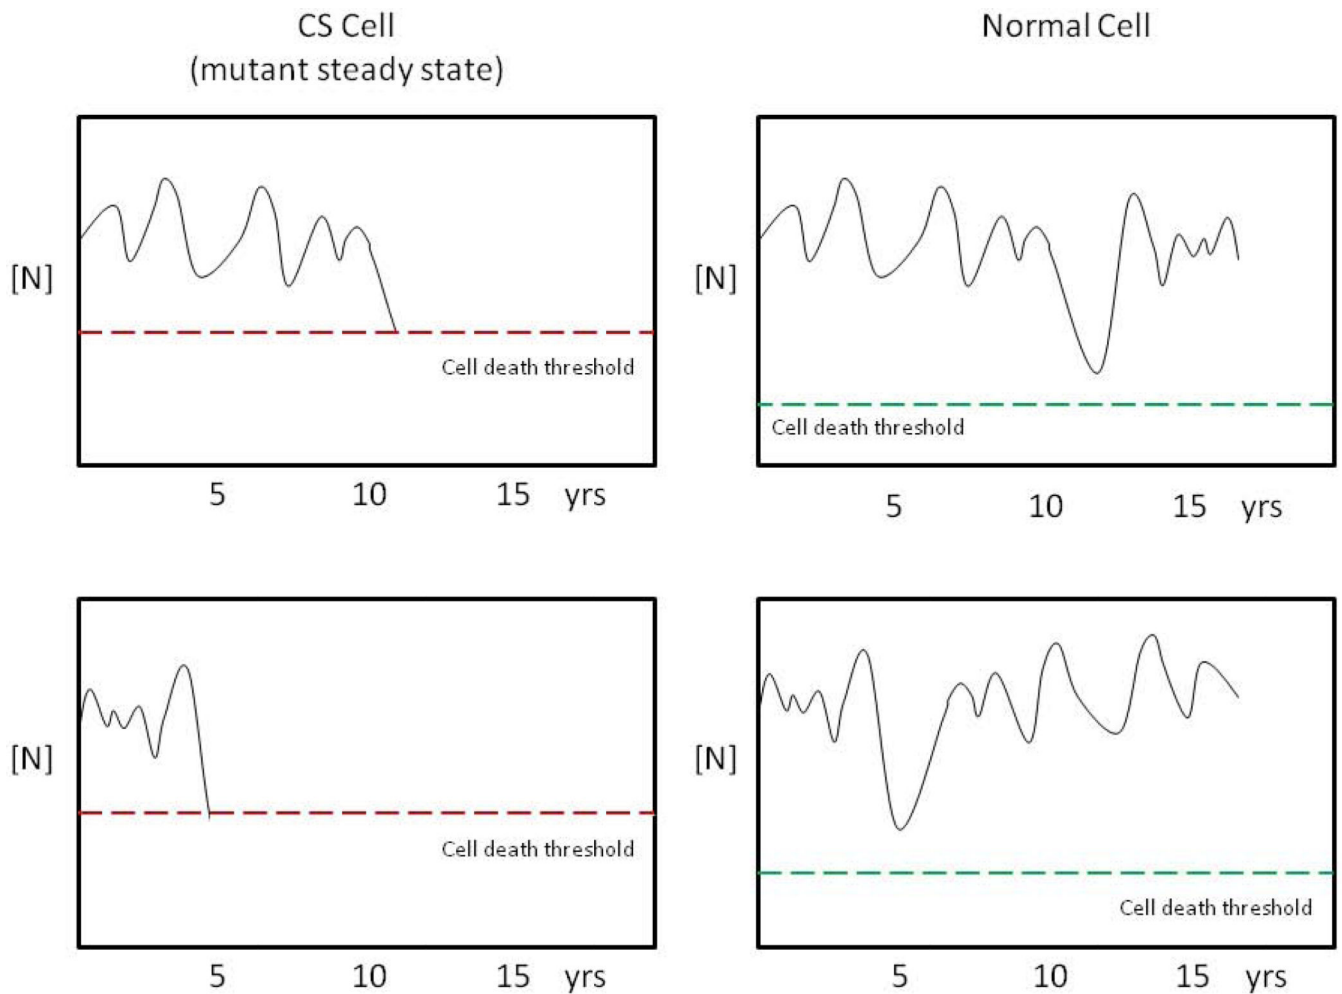 CS Cell
(mutant steady state)
Normal Cell
[N]
Cell death threshold
5 10 15 yrs
[N]
Cell death threshold
5 10 15 yrs
[N]
Cell death threshold
5 10 15 yrs
[N]
Cell death threshold
5 10 15 yrs